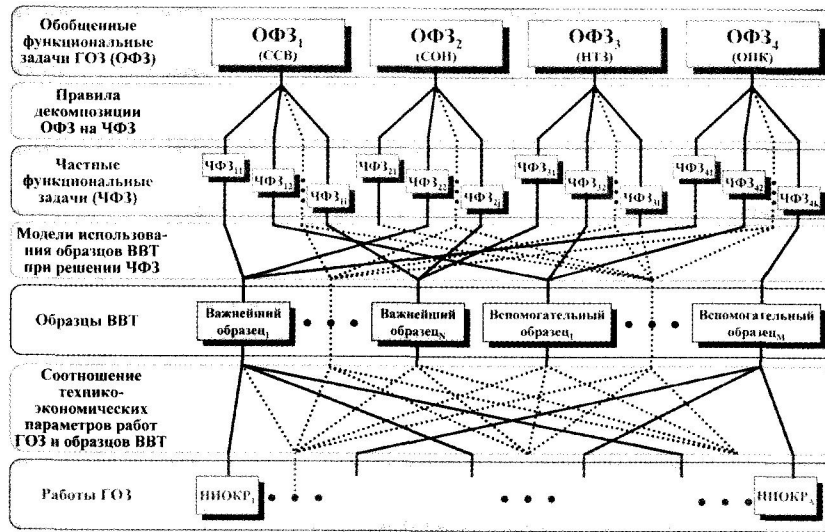 Обобщенные
функциональные
задачи ГОЗ (ОФЗ)
ОФЗ1
(ССВ)
ОФЗ2
(СОН)
ОФЗ3
(НТЗ)
ОФЗ4
(ОПК)
Правила
декомпозиции
ОФЗ на ЧФЗ
Частные
функциональные
задачи (ЧФЗ)
ЧФЗ11
ЧФЗ12
ЧФЗ1i
ЧФЗ21
ЧФЗ22
ЧФЗ2j
ЧФЗ31
ЧФЗ32
ЧФЗ3l
ЧФЗ41
ЧФЗ42
ЧФЗ4k
Модели использова-
ния образцов ВВТ
при решении ЧФЗ
Образцы ВВТ
Важнейший
образец1
• • •
Важнейший
образецN
Вспомогательный
образец1
• • •
Вспомогательный
образецM
Соотношение
технико-
экономических
параметров работ
ГОЗ и образцов ВВТ
Работы ГОЗ
НИОКР1
• • •
• • •
• • •
НИОКР